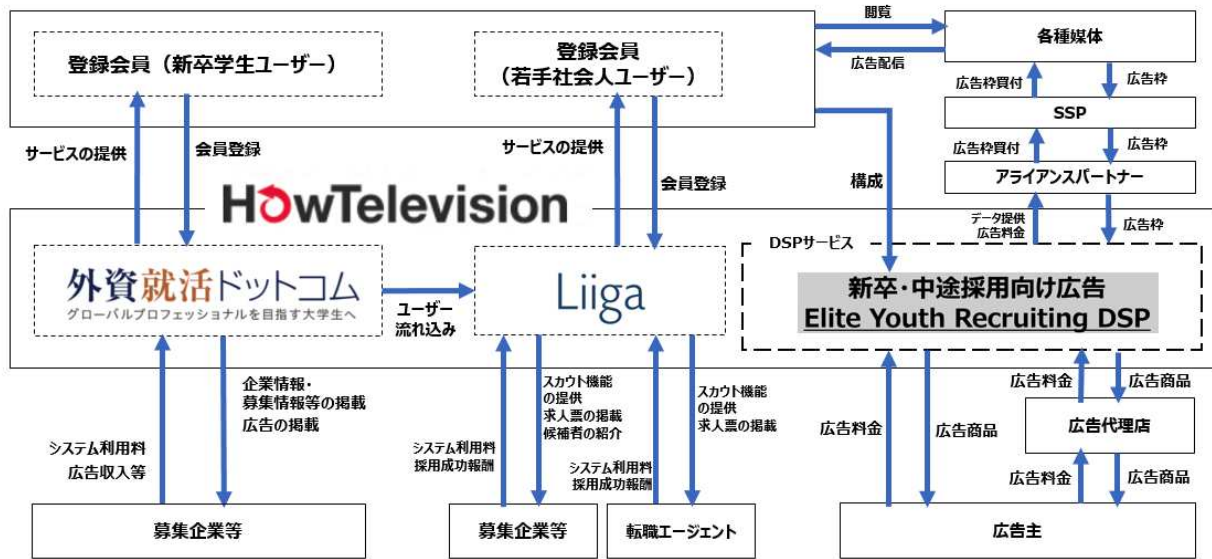 閲覧
登録会員（新卒学生ユーザー）
登録会員
（若手社会人ユーザー）
各種媒体
広告配信
広告枠買付
広告枠
SSP
サービスの提供
会員登録
サービスの提供
会員登録
構成
広告枠買付
広告枠
アライアンスパートナー
HowTelevision
データ提供
広告料金
広告枠
DSPサービス
外資就活ドットコム
グローバルプロフェッショナルを目指す大学生へ
ユーザー
流れ込み
Liiga
新卒・中途採用向け広告
Elite Youth Recruiting DSP
企業情報・
募集情報等の掲載
広告の掲載
システム利用料
広告収入等
スカウト機能
の提供
求人票の掲載
候補者の紹介
システム利用料
採用成功報酬
スカウト機能
の提供
求人票の掲載
システム利用料
採用成功報酬
広告料金
広告商品
広告料金
広告商品
広告代理店
広告料金
広告商品
募集企業等
募集企業等
転職エージェント
広告主